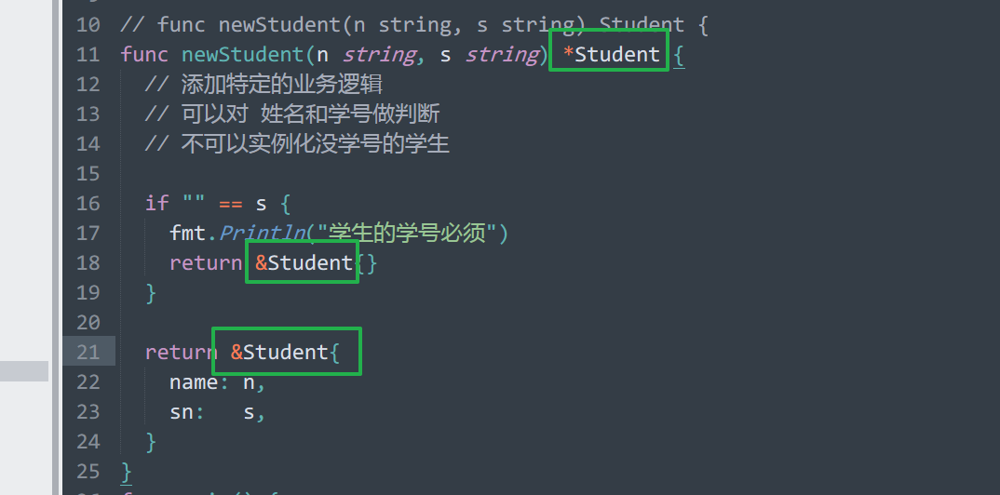 10 // func newStudent(n string, s string) Student {
11 func newStudent(n string, s string) *Student {
12   // 添加特定的业务逻辑
13   // 可以对 姓名和学号做判断
14   // 不可以实例化没学号的学生
15
16   if "" == s {
17     fmt.Println("学生的学号必须")
18     return &Student{}
19   }
20
21   return &Student{
22     name: n,
23     sn:   s,
24   }
25 }